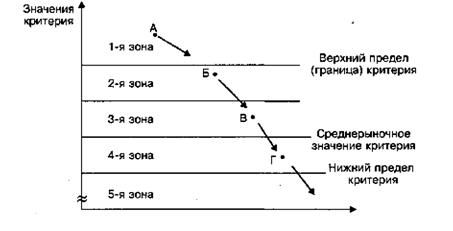 Значения
критерия
А
1-я зона
Верхний предел
(граница) критерия
Б
2-я зона
В
3-я зона
Среднерыночное
значение критерия
Г
4-я зона
Нижний предел
критерия
5-я зона